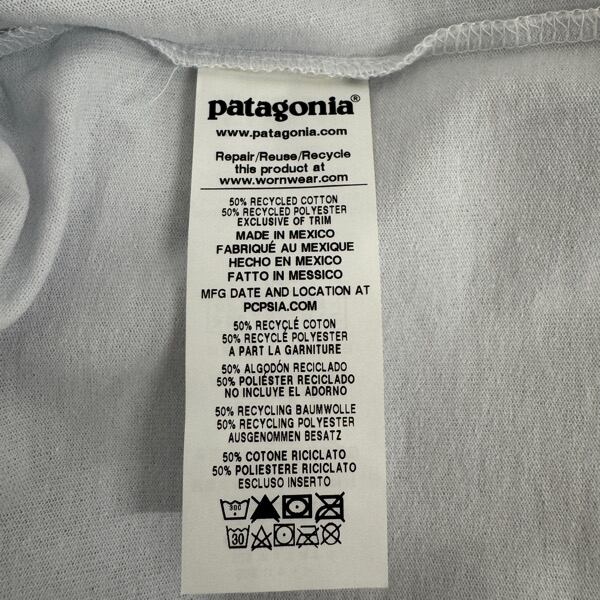 patagonia®
www.patagonia.com
Repair/Reuse/Recycle
this product at
www.wornwear.com
50% RECYCLED COTTON
50% RECYCLED POLYESTER
EXCLUSIVE OF TRIM
MADE IN MEXICO
FABRIQUÉ AU MEXIQUE
HECHO EN MEXICO
FATTO IN MESSICO
MFG DATE AND LOCATION AT
PCPSIA.COM
50% RECYCLÉ COTON
50% RECYCLÉ POLYESTER
A PART LA GARNITURE
50% ALGODÓN RECICLADO
50% POLIÉSTER RECICLADO
NO INCLUYE EL ADORNO
50% RECYCLING BAUMWOLLE
50% RECYCLING POLYESTER
AUSGENOMMEN BESATZ
50% COTONE RICICLATO
50% POLIESTERE RICICLATO
ESCLUSO INSERTO
30